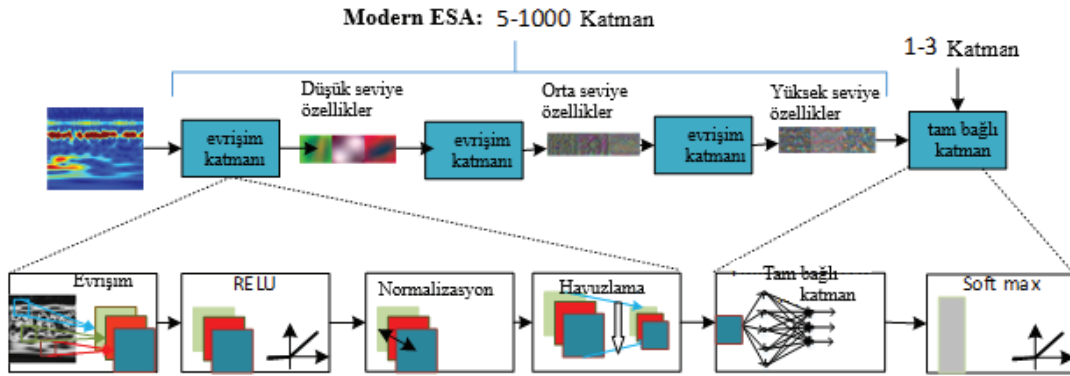 Modern ESA: 5-1000 Katman
1-3 Katman
Düşük seviye
özellikler
Orta seviye
özellikler
Yüksek seviye
özellikler
evrişim
katmanı
evrişim
katmanı
evrişim
katmanı
tam bağlı
katman
Evrişim
RELU
Normalizasyon
Havuzlama
Tam bağlı
katman
Soft max